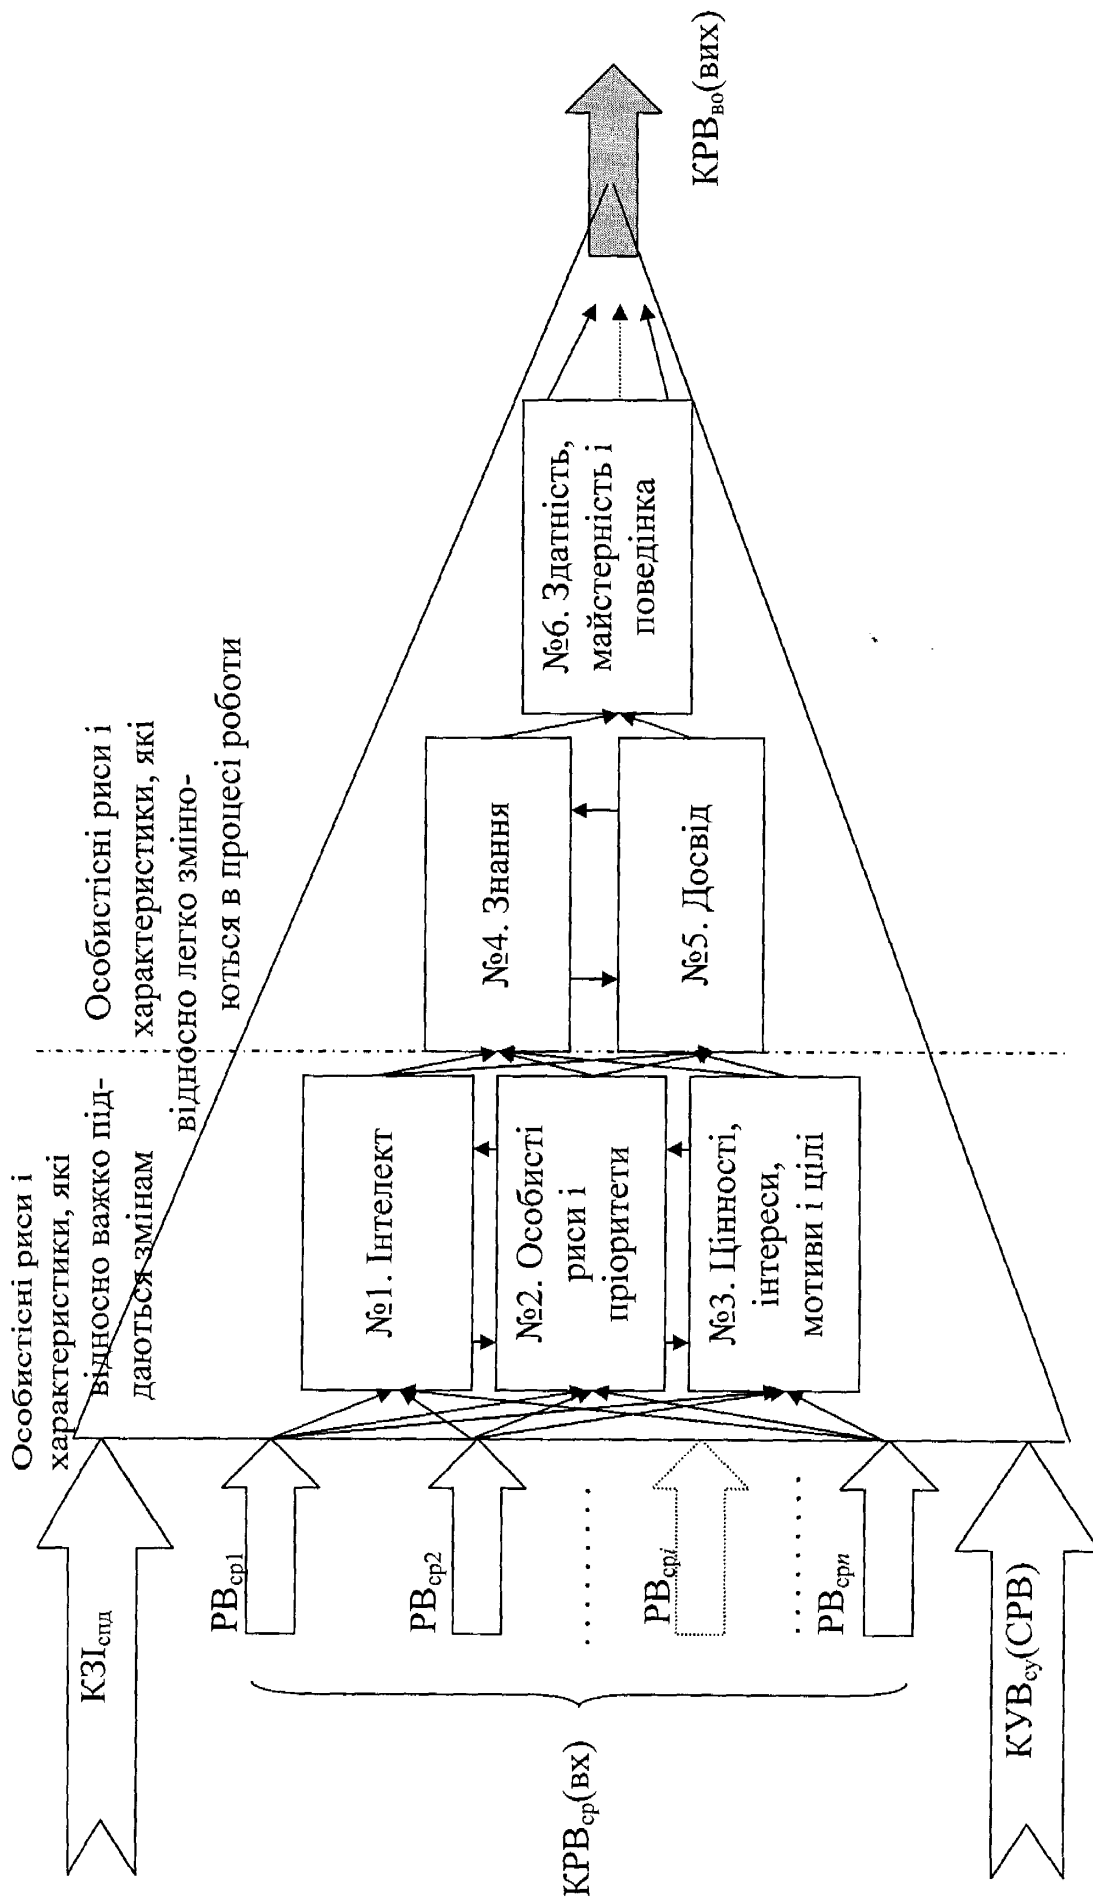 Особистісні риси і
характеристики, які
відносно важко під-
даються змінам
Особистісні риси і
характеристики, які
відносно легко зміню-
ються в процесі роботи
КЗІспд
РВср1
РВср2
. . . . . . .
РВсрi
. . . . . . .
РВсрn
КУВсу(СРВ)
КРВср(вх)
№1. Інтелект
№2. Особисті
риси і
пріоритети
№3. Цінності,
інтереси,
мотиви і цілі
№4. Знання
№5. Досвід
№6. Здатність,
майстерність і
поведінка
КРВво(вих)